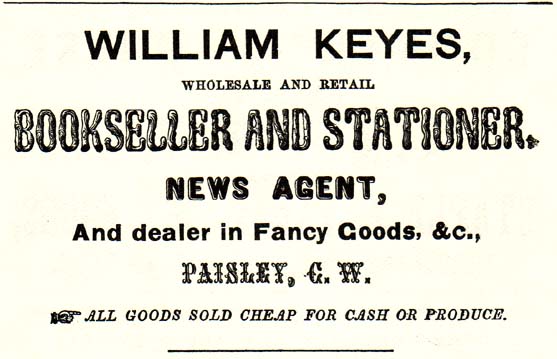 WILLIAM KEYES,
WHOLESALE AND RETAIL
BOOKSELLER AND STATIONER.
NEWS AGENT,
And dealer in Fancy Goods, &c.,
PAISLEY, C. W.
☞ ALL GOODS SOLD CHEAP FOR CASH OR PRODUCE.